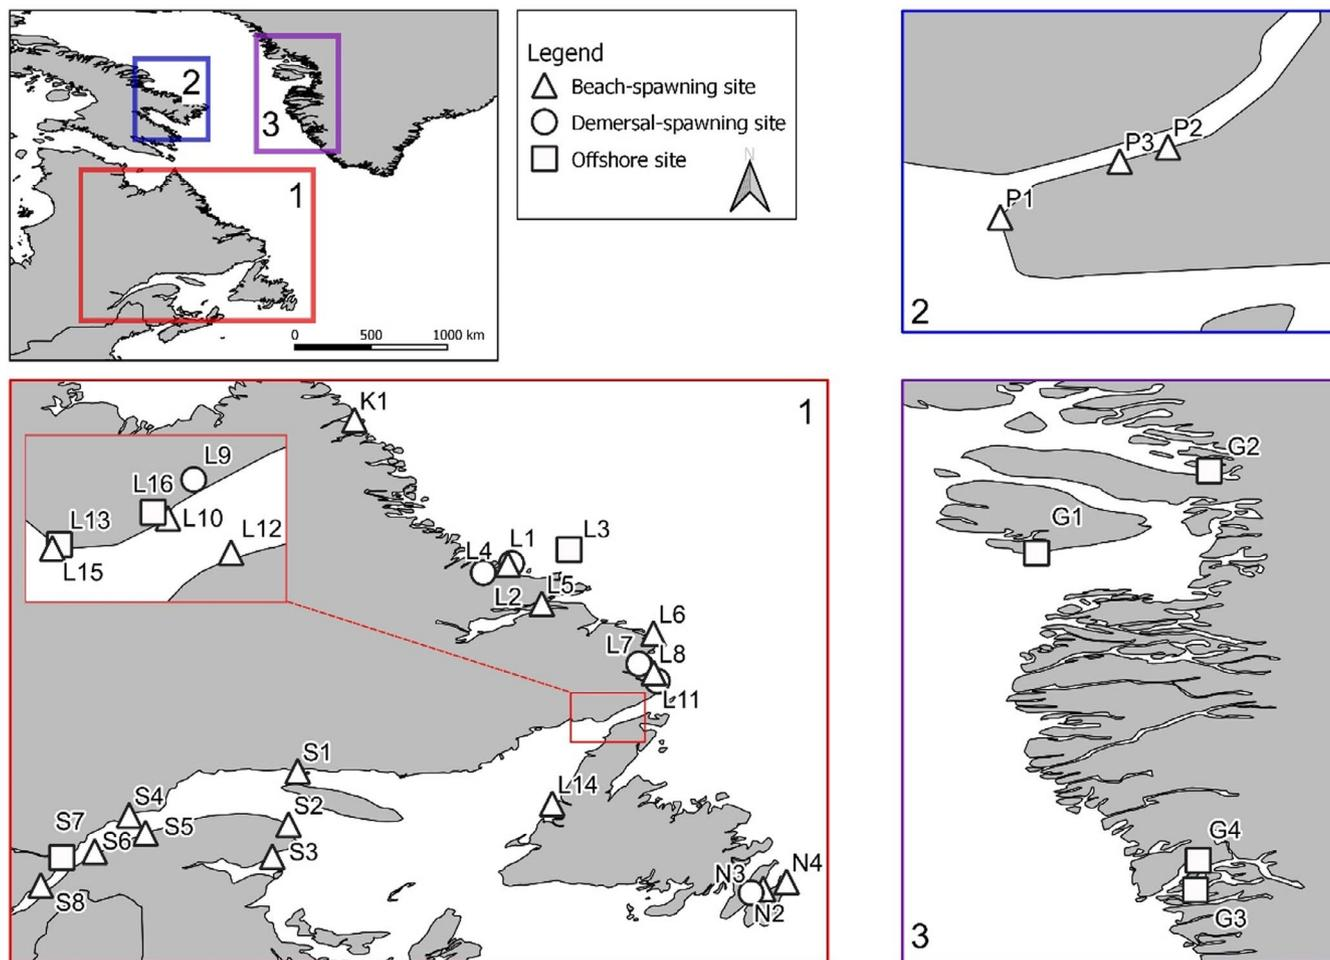 2
3
1
0 500 1000 km
Legend
Beach-spawning site
Demersal-spawning site
Offshore site
N
P3 P2
P1
2
1
K1
L9
L16
L13 L10 L12
L15
L1 L3
L4
L2 L5
L6
L7 L8
L11
S1
L14
S4 S2
S7 S5
S6 S3
S8
N3 N4
N2
G2
G1
G4
G3
3